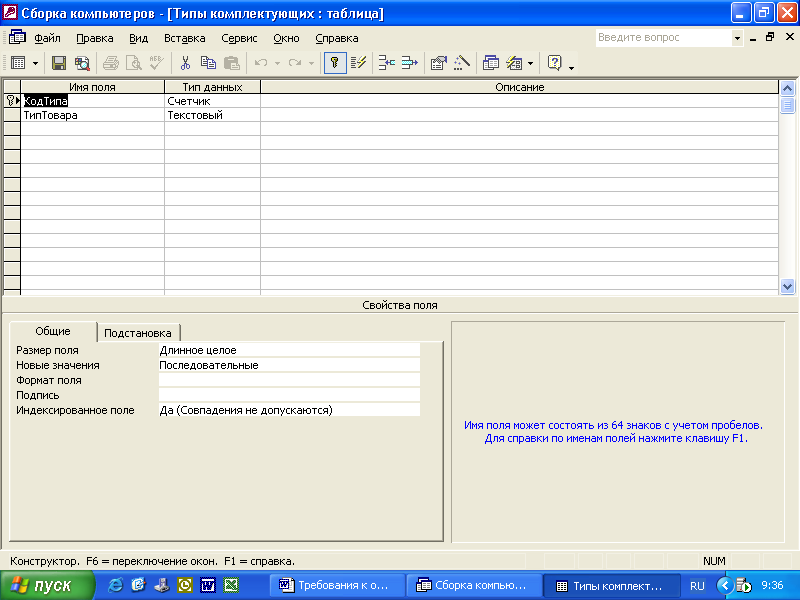 Сборка компьютеров - [Типы комплектующих : таблица]
Файл Правка Вид Вставка Сервис Окно Справка Введите вопрос
Имя поля Тип данных Описание
КодТипа Счетчик
ТипТовара Текстовый
Свойства поля
Общие Подстановка
Размер поля Длинное целое
Новые значения Последовательные
Формат поля
Подпись
Индексированное поле Да (Совпадения не допускаются)
Имя поля может состоять из 64 знаков с учетом пробелов.
Для справки по именам полей нажмите клавишу F1.
Конструктор. F6 = переключение окон. F1 = справка. NUM
пуск Требования к о... Сборка компью... Типы комплект... RU 9:36